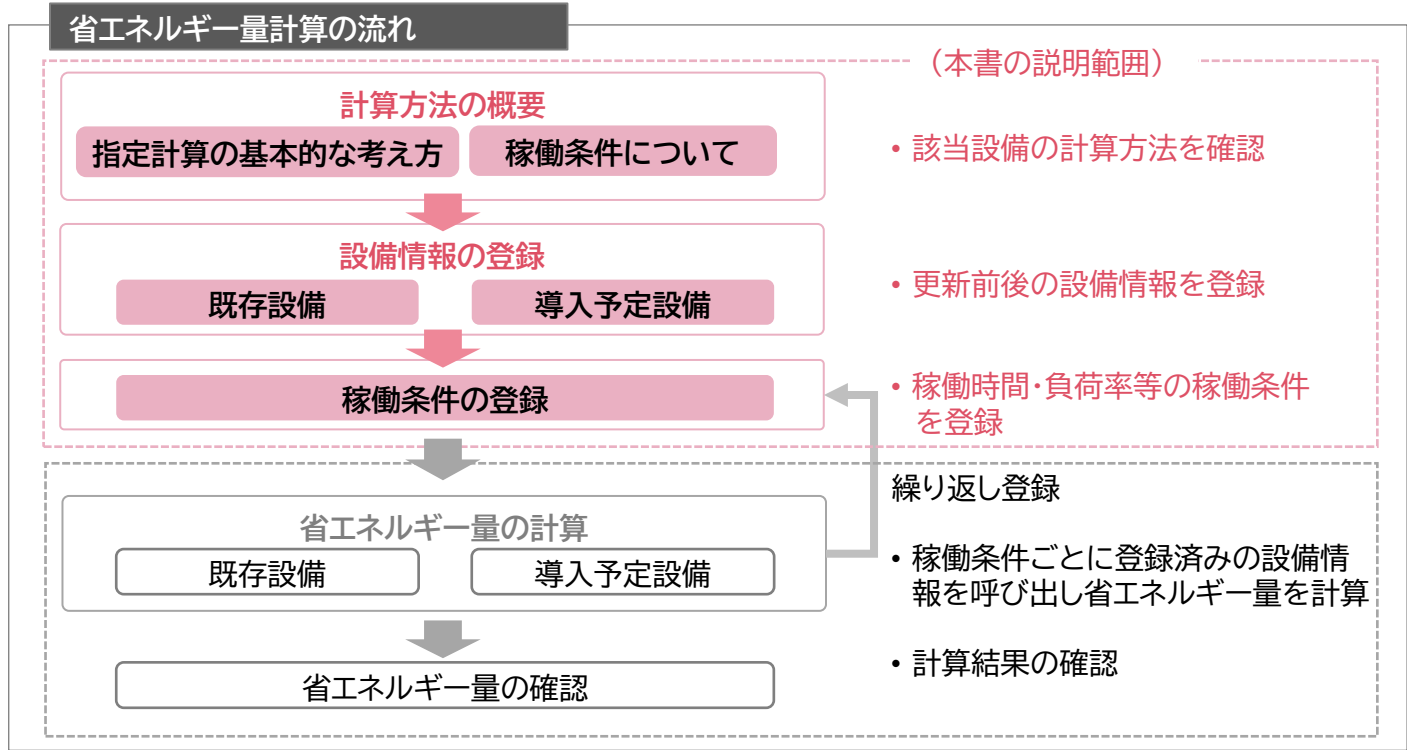 省エネルギー量計算の流れ
（本書の説明範囲）
計算方法の概要
指定計算の基本的な考え方
稼働条件について
• 該当設備の計算方法を確認
設備情報の登録
既存設備
導入予定設備
• 更新前後の設備情報を登録
稼働条件の登録
• 稼働時間・負荷率等の稼働条件
を登録
繰り返し登録
省エネルギー量の計算
既存設備
導入予定設備
• 稼働条件ごとに登録済みの設備情
報を呼び出し省エネルギー量を計算
省エネルギー量の確認
• 計算結果の確認